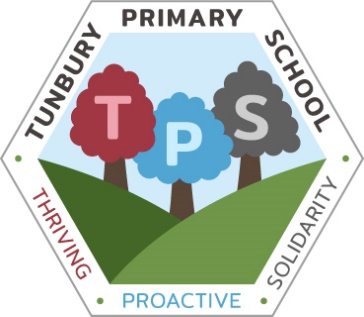 TUNBURY PRIMARY SCHOOL
T P S
THRIVING
PROACTIVE
SOLIDARITY